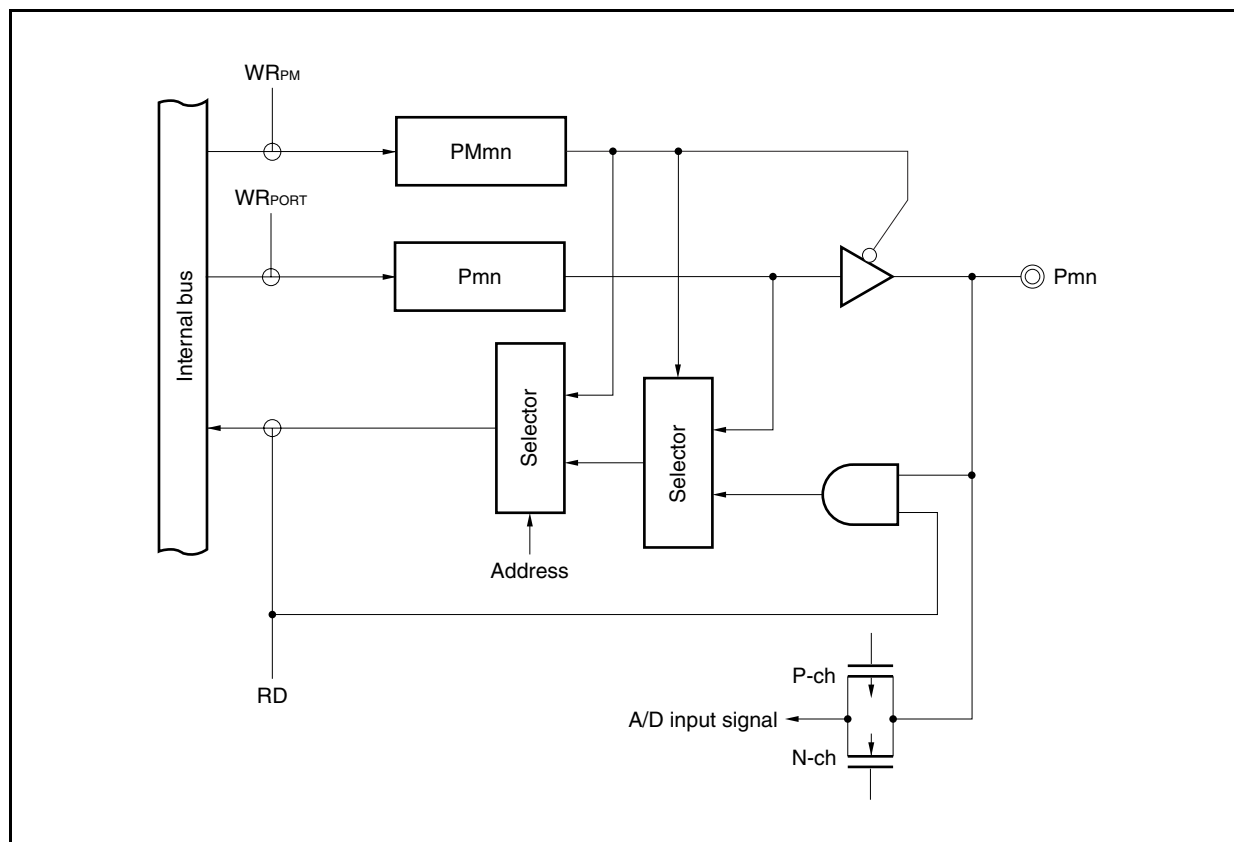 WRPM
PMmn
WRPORT
Pmn
Pmn
Internal bus
Selector
Selector
Address
RD
P-ch
A/D input signal
N-ch